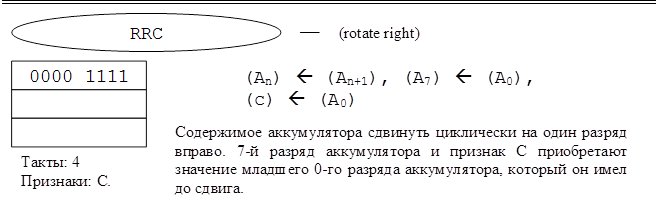 RRC — (rotate right)
0000 1111
(Aₙ) ← (Aₙ₊₁), (A₇) ← (A₀),
(C) ← (A₀)
Содержимое аккумулятора сдвинуть циклически на один разряд
вправо. 7-й разряд аккумулятора и признак С приобретают
значение младшего 0-го разряда аккумулятора, который он имел
до сдвига.
Такты: 4
Признаки: С.